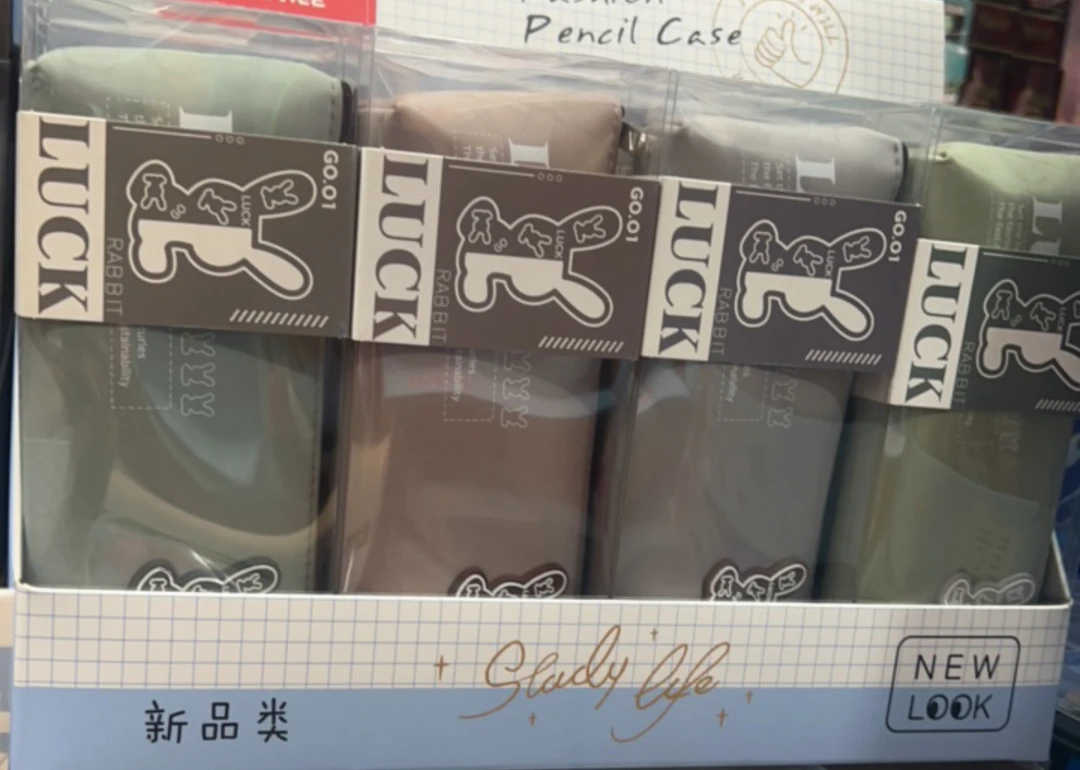 Pencil Case
LUCK
RABBIT
LUCK
GO.01
LUCK
RABBIT
LUCK
GO.01
LUCK
RABBIT
LUCK
GO.01
LUCK
RABBIT
Study life
新品类
NEW
LOOK